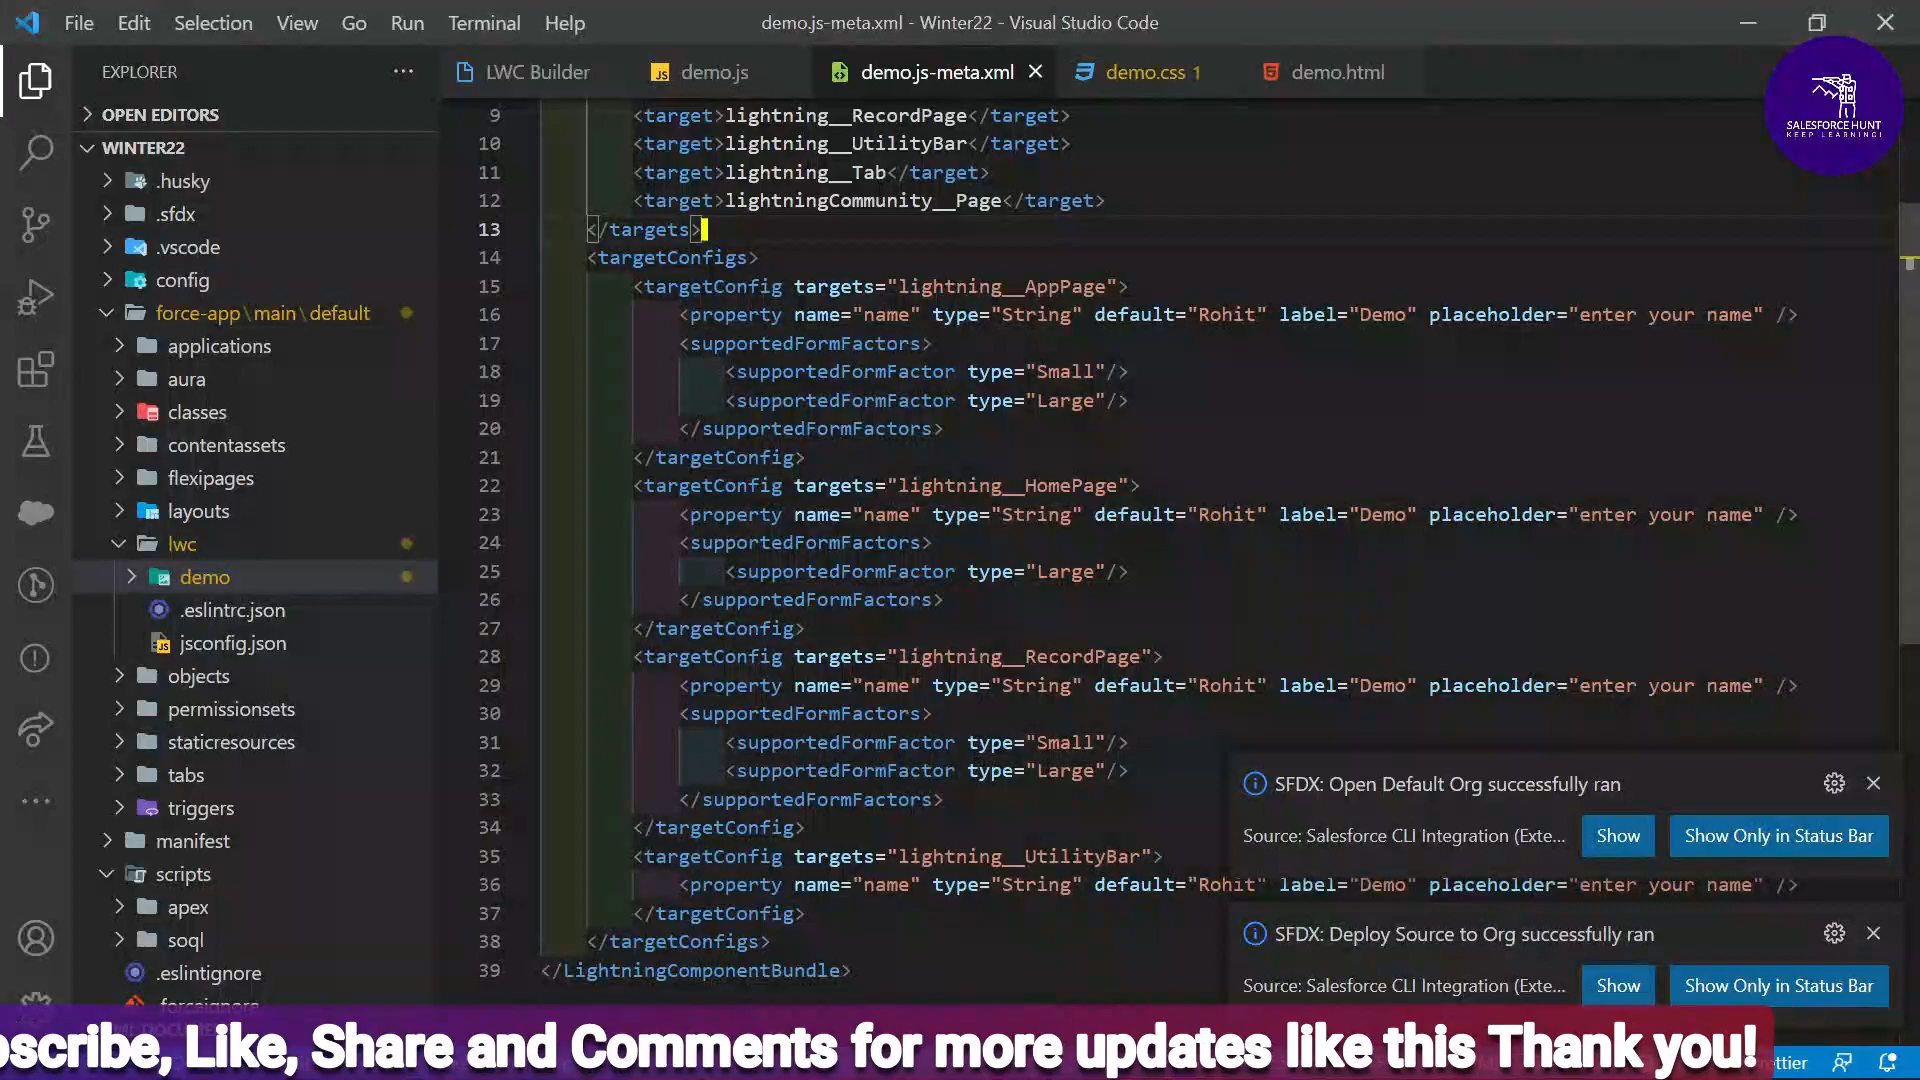 File Edit Selection View Go Run Terminal Help
demo.js-meta.xml - Winter22 - Visual Studio Code
EXPLORER
LWC Builder
demo.js
demo.js-meta.xml
demo.css 1
demo.html
SALESFORCE HUNT
KEEP LEARNING!
OPEN EDITORS
WINTER22
.husky
.sfdx
.vscode
config
force-app\main\default
applications
aura
classes
contentassets
flexipages
layouts
lwc
demo
.eslintrc.json
jsconfig.json
objects
permissionsets
staticresources
tabs
triggers
manifest
scripts
apex
soql
.eslintignore
.forceignore
9 <target>lightning__RecordPage</target>
10 <target>lightning__UtilityBar</target>
11 <target>lightning__Tab</target>
12 <target>lightningCommunity__Page</target>
13 </targets>
14 <targetConfigs>
15 <targetConfig targets="lightning__AppPage">
16 <property name="name" type="String" default="Rohit" label="Demo" placeholder="enter your name" />
17 <supportedFormFactors>
18 <supportedFormFactor type="Small"/>
19 <supportedFormFactor type="Large"/>
20 </supportedFormFactors>
21 </targetConfig>
22 <targetConfig targets="lightning__HomePage">
23 <property name="name" type="String" default="Rohit" label="Demo" placeholder="enter your name" />
24 <supportedFormFactors>
25 <supportedFormFactor type="Large"/>
26 </supportedFormFactors>
27 </targetConfig>
28 <targetConfig targets="lightning__RecordPage">
29 <property name="name" type="String" default="Rohit" label="Demo" placeholder="enter your name" />
30 <supportedFormFactors>
31 <supportedFormFactor type="Small"/>
32 <supportedFormFactor type="Large"/>
33 </supportedFormFactors>
34 </targetConfig>
35 <targetConfig targets="lightning__UtilityBar">
36 <property name="name" type="String" default="Rohit" label="Demo" placeholder="enter your name" />
37 </targetConfig>
38 </targetConfigs>
39 </LightningComponentBundle>
SFDX: Open Default Org successfully ran
Source: Salesforce CLI Integration (Exte...
Show
Show Only in Status Bar
SFDX: Deploy Source to Org successfully ran
Source: Salesforce CLI Integration (Exte...
Show
Show Only in Status Bar
oscribe, Like, Share and Comments for more updates like this Thank you!
ttier